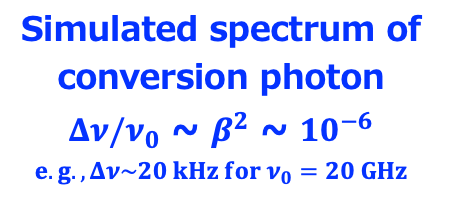 Simulated spectrum of
conversion photon
Δν/ν₀ ~ β² ~ 10⁻⁶
e. g., Δν~20 kHz for ν₀ = 20 GHz